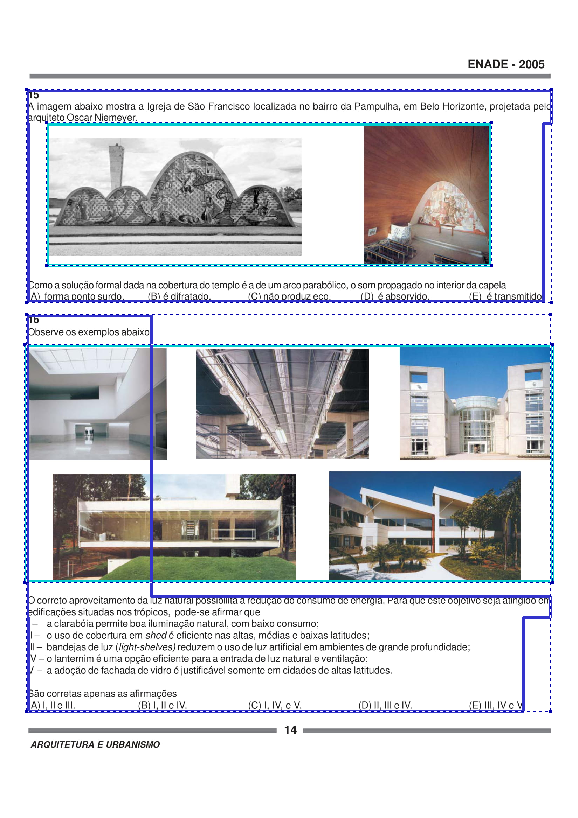 ENADE - 2005
15
A imagem abaixo mostra a Igreja de São Francisco localizada no bairro da Pampulha, em Belo Horizonte, projetada pelo
arquiteto Oscar Niemeyer.
Como a solução formal dada na cobertura do templo é a de um arco parabólico, o som propagado no interior da capela
(A) forma ponto surdo. (B) é difratado. (C) não produz eco. (D) é absorvido. (E) é transmitido.
16
Observe os exemplos abaixo.
O correto aproveitamento da luz natural possibilita a redução do consumo de energia. Para que este objetivo seja atingido em
edificações situadas nos trópicos, pode-se afirmar que
I – a clarabóia permite boa iluminação natural, com baixo consumo;
II – o uso de cobertura em shed é eficiente nas altas, médias e baixas latitudes;
III – bandejas de luz (light-shelves) reduzem o uso de luz artificial em ambientes de grande profundidade;
IV – o lanternim é uma opção eficiente para a entrada de luz natural e ventilação;
V – a adoção de fachada de vidro é justificável somente em cidades de altas latitudes.
São corretas apenas as afirmações
(A) I, II e III. (B) I, II e IV. (C) I, IV, e V. (D) II, III e IV. (E) III, IV e V.
14
ARQUITETURA E URBANISMO